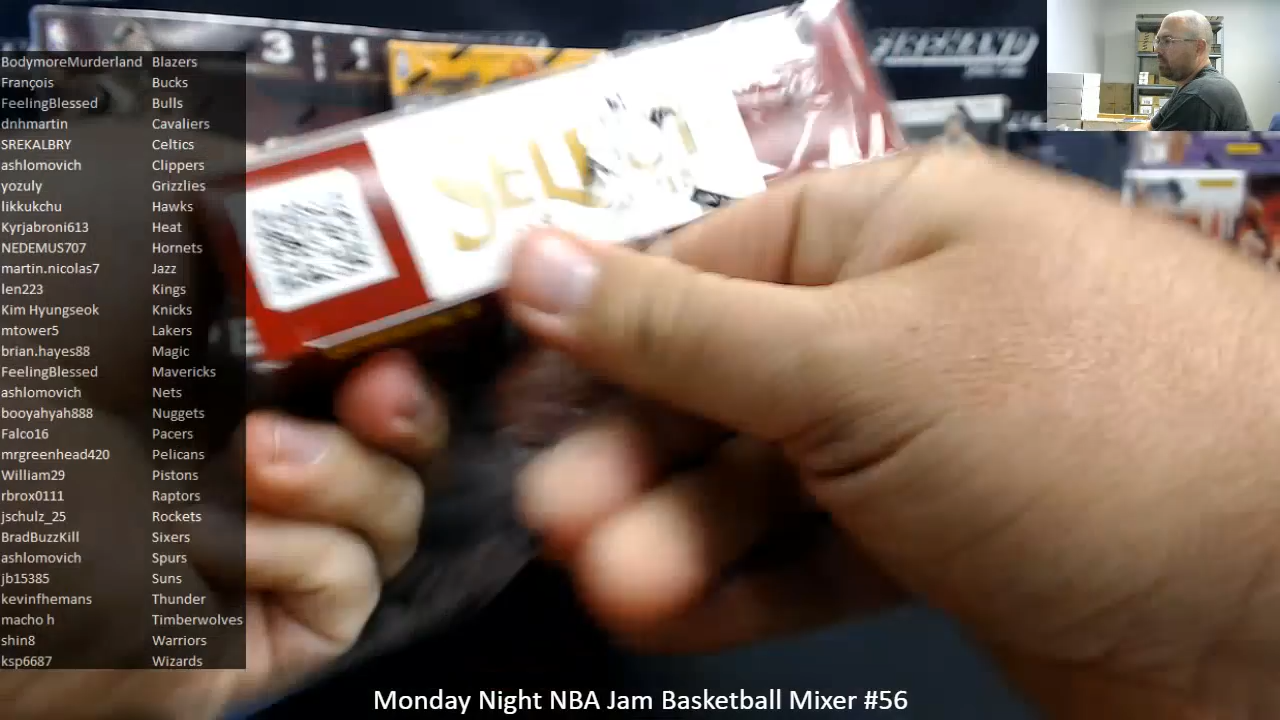 BodymoreMurderland Blazers
François Bucks
FeelingBlessed Bulls
dnhmartin Cavaliers
SREKALBRY Celtics
ashlomovich Clippers
yozuly Grizzlies
likkukchu Hawks
Kyrjabroni613 Heat
NEDEMUS707 Hornets
martin.nicolas7 Jazz
len223 Kings
Kim Hyungseok Knicks
mtower5 Lakers
brian.hayes88 Magic
FeelingBlessed Mavericks
ashlomovich Nets
booyahyah888 Nuggets
Falco16 Pacers
mrgreenhead420 Pelicans
William29 Pistons
rbrox0111 Raptors
jschulz_25 Rockets
BradBuzzKill Sixers
ashlomovich Spurs
jb15385 Suns
kevinfhemans Thunder
macho h Timberwolves
shin8 Warriors
ksp6687 Wizards
3 1
SELECT
Monday Night NBA Jam Basketball Mixer #56